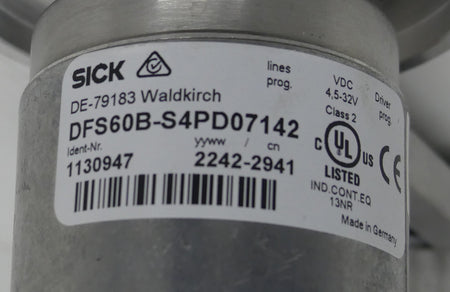 SICK
lines
prog.
VDC
4,5-32V
Class 2
Driver
prog
DE-79183 Waldkirch
DFS60B-S4PD07142
Ident-Nr.
yyww / cn
1130947
2242-2941
C UL US
LISTED
IND.CONT.EQ
13NR
CE
Made in Germany